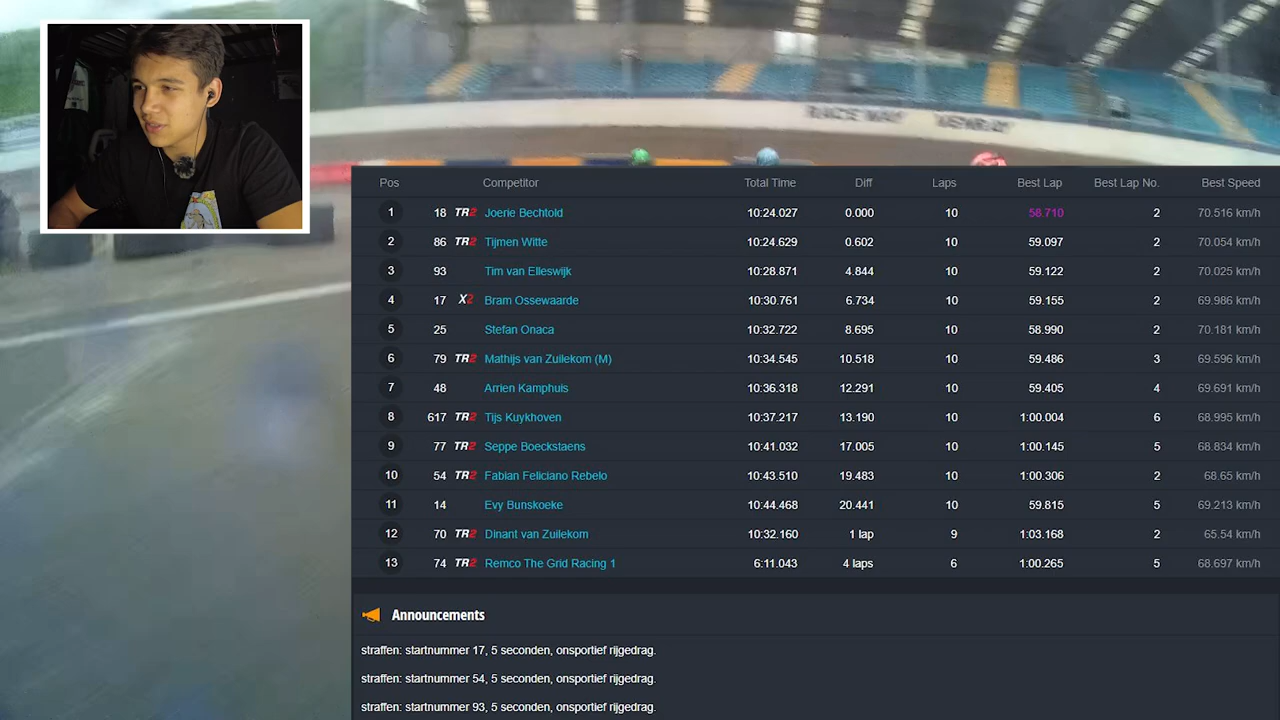 RACE WAY VENRAY
Pos Competitor Total Time Diff Laps Best Lap Best Lap No. Best Speed
1 18 TR2 Joerie Bechtold 10:24.027 0.000 10 58.710 2 70.516 km/h
2 86 TR2 Tijmen Witte 10:24.629 0.602 10 59.097 2 70.054 km/h
3 93 Tim van Elleswijk 10:28.871 4.844 10 59.122 2 70.025 km/h
4 17 X2 Bram Ossewaarde 10:30.761 6.734 10 59.155 2 69.986 km/h
5 25 Stefan Onaca 10:32.722 8.695 10 58.990 2 70.181 km/h
6 79 TR2 Mathijs van Zuilekom (M) 10:34.545 10.518 10 59.486 3 69.596 km/h
7 48 Arrien Kamphuis 10:36.318 12.291 10 59.405 4 69.691 km/h
8 617 TR2 Tijs Kuykhoven 10:37.217 13.190 10 1:00.004 6 68.995 km/h
9 77 TR2 Seppe Boeckstaens 10:41.032 17.005 10 1:00.145 5 68.834 km/h
10 54 TR2 Fabian Feliciano Rebelo 10:43.510 19.483 10 1:00.306 2 68.65 km/h
11 14 Evy Bunskoeke 10:44.468 20.441 10 59.815 5 69.213 km/h
12 70 TR2 Dinant van Zuilekom 10:32.160 1 lap 9 1:03.168 2 65.54 km/h
13 74 TR2 Remco The Grid Racing 1 6:11.043 4 laps 6 1:00.265 5 68.697 km/h
Announcements
straffen: startnummer 17, 5 seconden, onsportief rijgedrag.
straffen: startnummer 54, 5 seconden, onsportief rijgedrag.
straffen: startnummer 93, 5 seconden, onsportief rijgedrag.